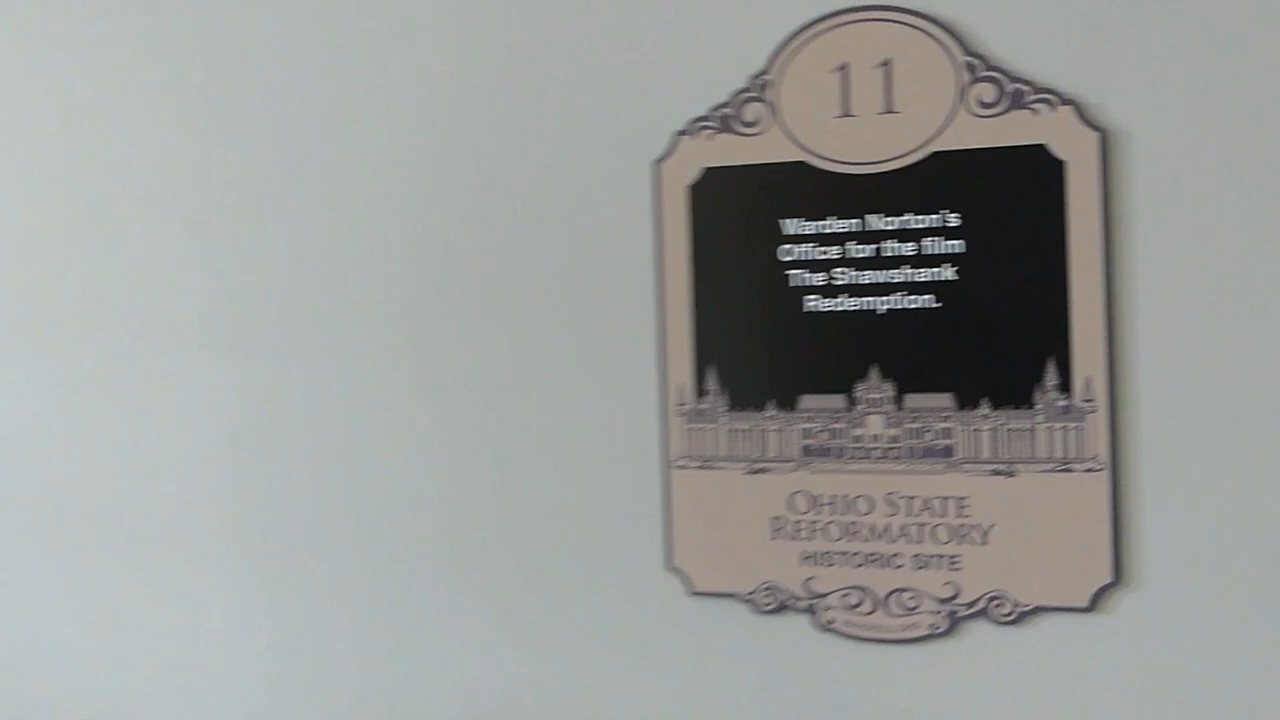 11
Warden Norton's
Office for the film
The Shawshank
Redemption.
OHIO STATE
REFORMATORY
HISTORIC SITE